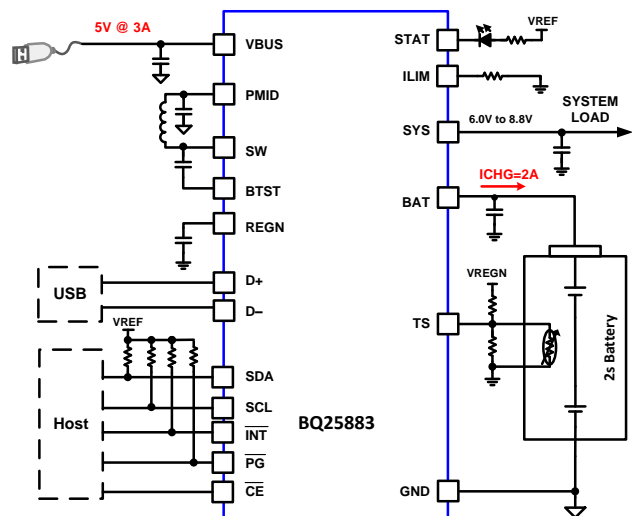 5V @ 3A
VBUS
PMID
SW
BTST
REGN
USB
D+
D–
VREF
Host
SDA
SCL
INT
PG
CE
BQ25883
STAT
VREF
ILIM
SYS
6.0V to 8.8V
SYSTEM
LOAD
ICHG=2A
BAT
VREGN
TS
2s Battery
GND